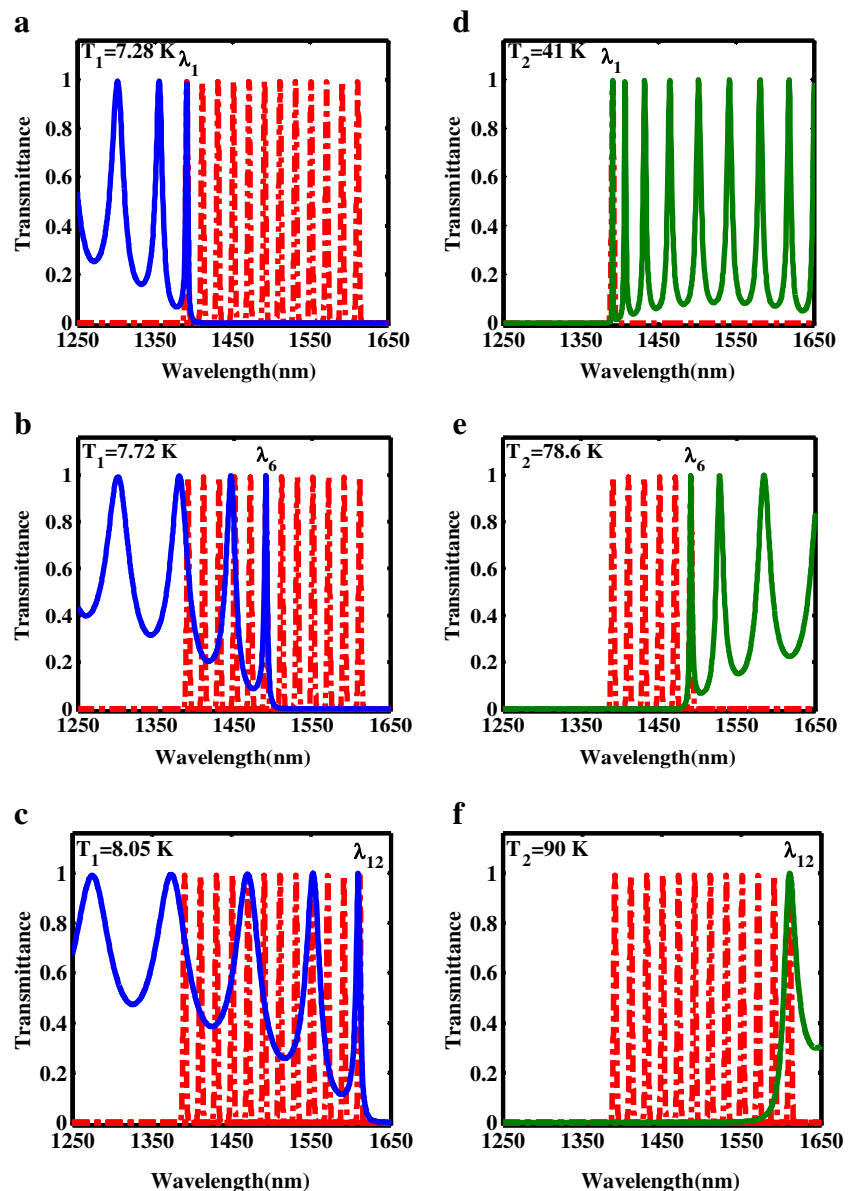 a
T1=7.28 K
λ1
Transmittance
1
0.8
0.6
0.4
0.2
0
1250 1350 1450 1550 1650
Wavelength(nm)
d
T2=41 K
λ1
Transmittance
1
0.8
0.6
0.4
0.2
0
1250 1350 1450 1550 1650
Wavelength(nm)
b
T1=7.72 K
λ6
Transmittance
1
0.8
0.6
0.4
0.2
0
1250 1350 1450 1550 1650
Wavelength(nm)
e
T2=78.6 K
λ6
Transmittance
1
0.8
0.6
0.4
0.2
0
1250 1350 1450 1550 1650
Wavelength(nm)
c
T1=8.05 K
λ12
Transmittance
1
0.8
0.6
0.4
0.2
0
1250 1350 1450 1550 1650
Wavelength(nm)
f
T2=90 K
λ12
Transmittance
1
0.8
0.6
0.4
0.2
0
1250 1350 1450 1550 1650
Wavelength(nm)